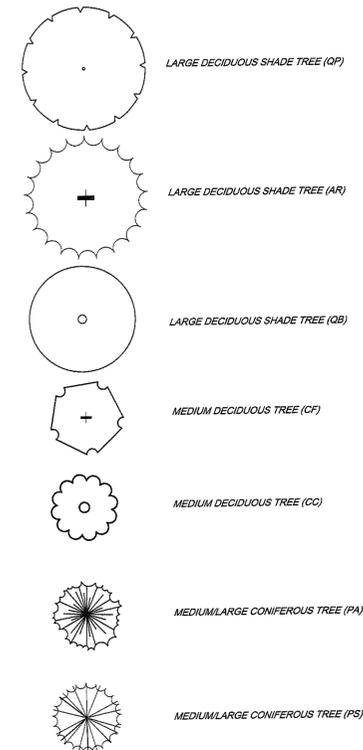 LARGE DECIDUOUS SHADE TREE (QP)
LARGE DECIDUOUS SHADE TREE (AR)
LARGE DECIDUOUS SHADE TREE (QB)
MEDIUM DECIDUOUS TREE (CF)
MEDIUM DECIDUOUS TREE (CC)
MEDIUM/LARGE CONIFEROUS TREE (PA)
MEDIUM/LARGE CONIFEROUS TREE (PS)